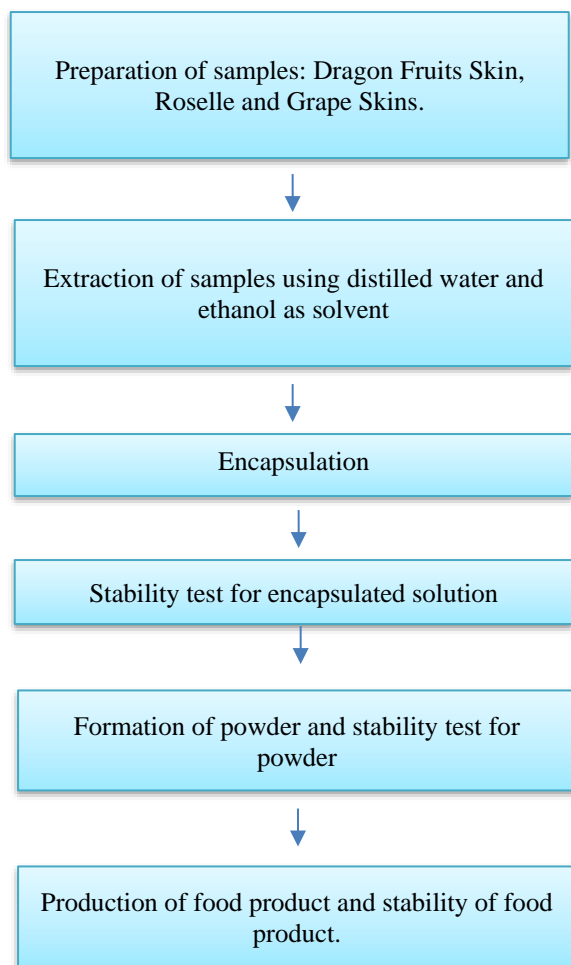 Preparation of samples: Dragon Fruits Skin,
Roselle and Grape Skins.
Extraction of samples using distilled water and
ethanol as solvent
Encapsulation
Stability test for encapsulated solution
Formation of powder and stability test for
powder
Production of food product and stability of food
product.